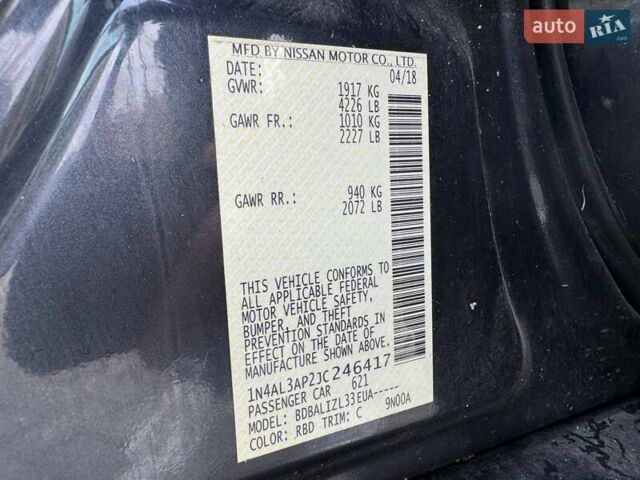 AUTO RIA .com
MFD BY NISSAN MOTOR CO., LTD.
DATE: 04/18
GVWR: 1917 KG
4226 LB
GAWR FR.: 1010 KG
2227 LB
GAWR RR.: 940 KG
2072 LB
THIS VEHICLE CONFORMS TO
ALL APPLICABLE FEDERAL
MOTOR VEHICLE SAFETY,
BUMPER, AND THEFT
PREVENTION STANDARDS IN
EFFECT ON THE DATE OF
MANUFACTURE SHOWN ABOVE.
1N4AL3AP2JC246417
PASSENGER CAR 621
MODEL: BDBALIZL33EUA-----
COLOR: RBD TRIM: C 9N00A